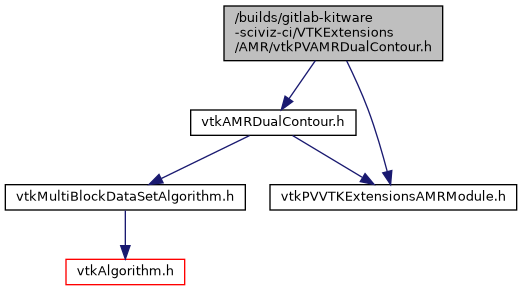 /builds/gitlab-kitware
-sciviz-ci/VTKExtensions
/AMR/vtkPVAMRDualContour.h
vtkAMRDualContour.h
vtkMultiBlockDataSetAlgorithm.h
vtkPVVTKExtensionsAMRModule.h
vtkAlgorithm.h